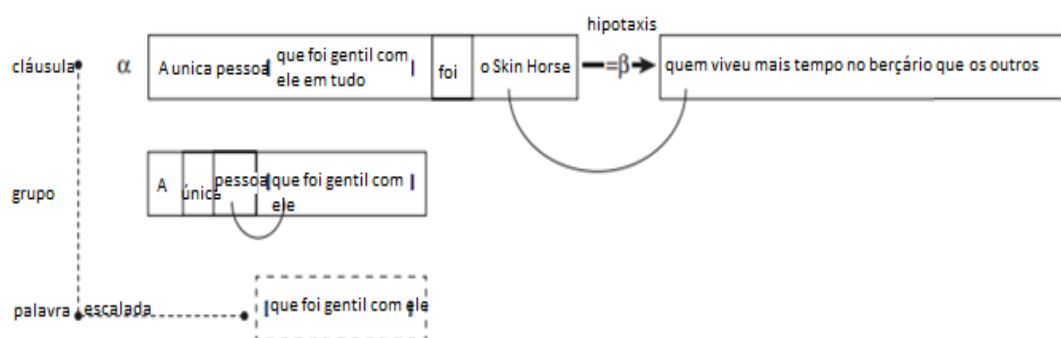 hipotaxis
cláusula α A unica pessoa que foi gentil com ele em tudo foi o Skin Horse =β quem viveu mais tempo no berçário que os outros
grupo A única pessoa que foi gentil com ele
palavra escalada que foi gentil com ele